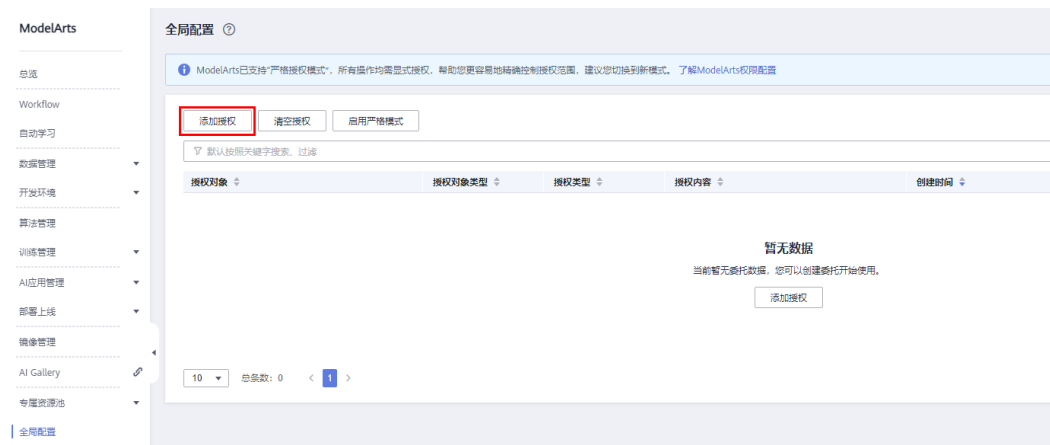 ModelArts
总览
Workflow
自动学习
数据管理
开发环境
算法管理
训练管理
AI应用管理
部署上线
镜像管理
AI Gallery
专属资源池
全局配置
全局配置
ModelArts已支持"严格授权模式"，所有操作均需显式授权，帮助您更容易地精确控制授权范围，建议您切换到新模式。 了解ModelArts权限配置
添加授权 清空授权 启用严格模式
默认按照关键字搜索、过滤
授权对象 授权对象类型 授权类型 授权内容 创建时间
暂无数据
当前暂无委托数据，您可以创建委托开始使用。
添加授权
10 总条数：0 < 1 >